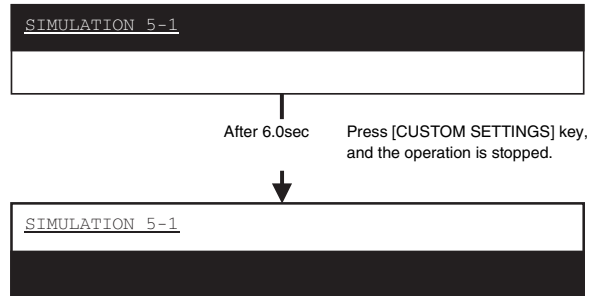 SIMULATION 5-1
After 6.0sec
Press [CUSTOM SETTINGS] key,
and the operation is stopped.
SIMULATION 5-1